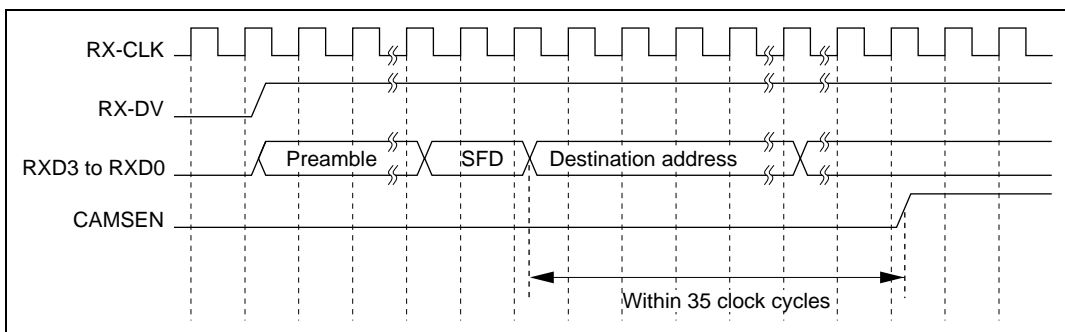 RX-CLK
RX-DV
RXD3 to RXD0
Preamble
SFD
Destination address
CAMSEN
Within 35 clock cycles